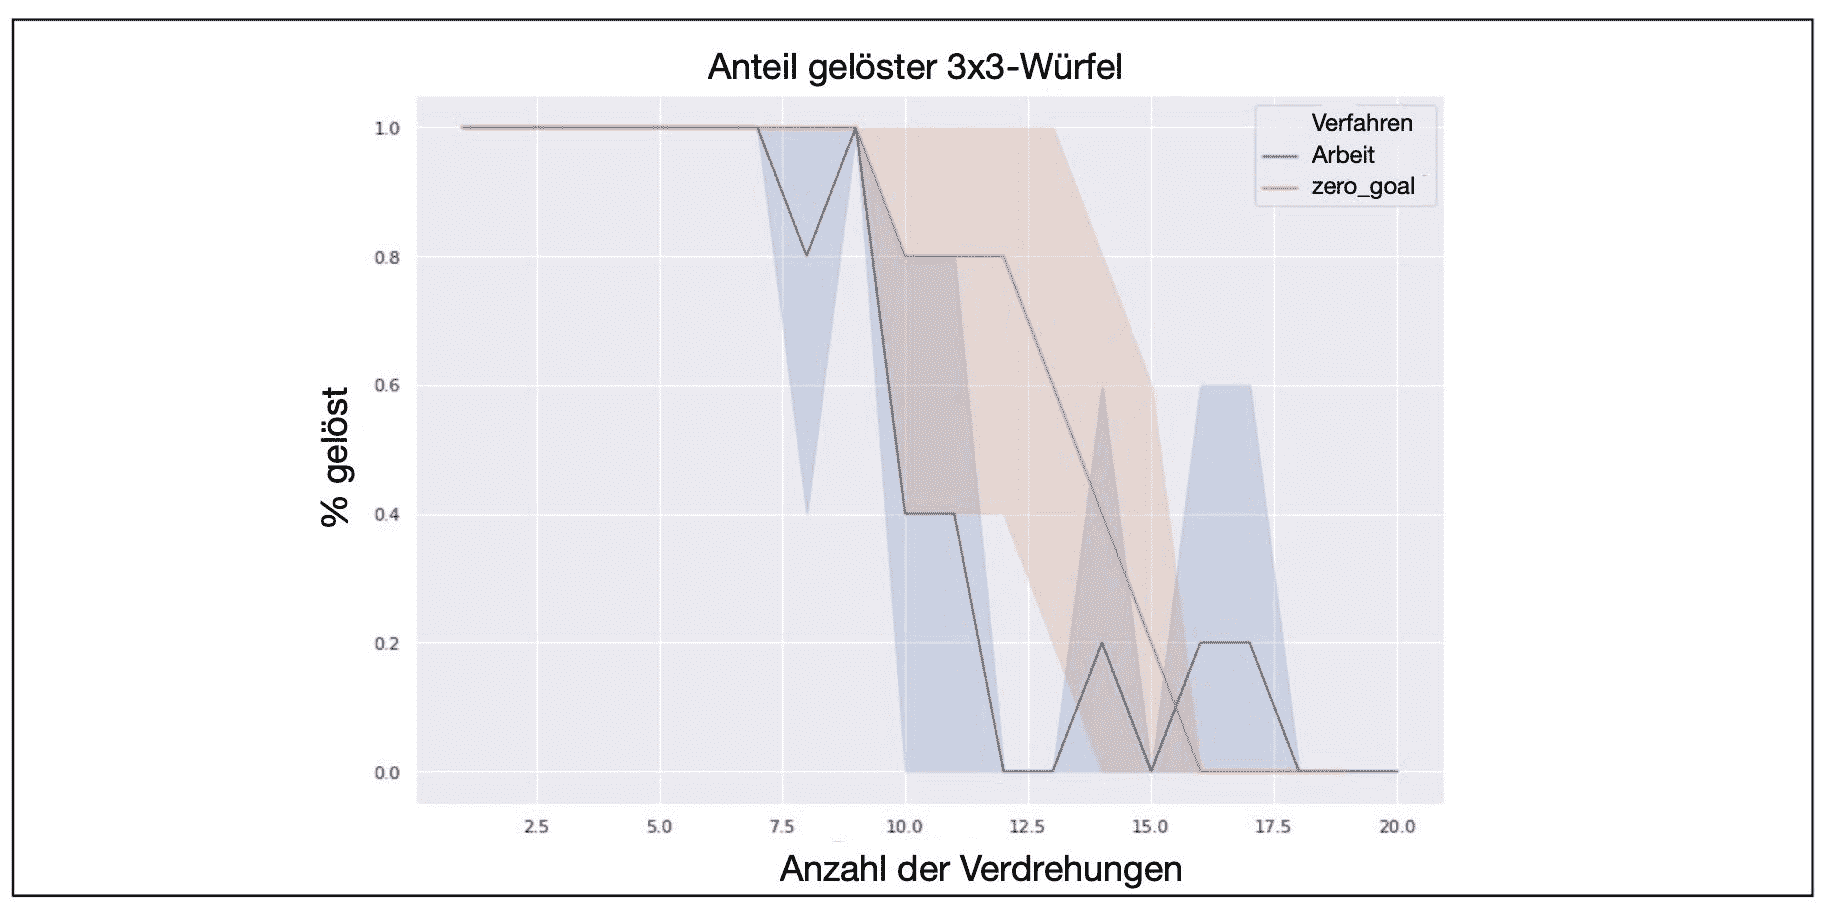 Anteil gelöster 3x3-Würfel
Verfahren
Arbeit
zero_goal
% gelöst
1.0
0.8
0.6
0.4
0.2
0.0
2.5 5.0 7.5 10.0 12.5 15.0 17.5 20.0
Anzahl der Verdrehungen